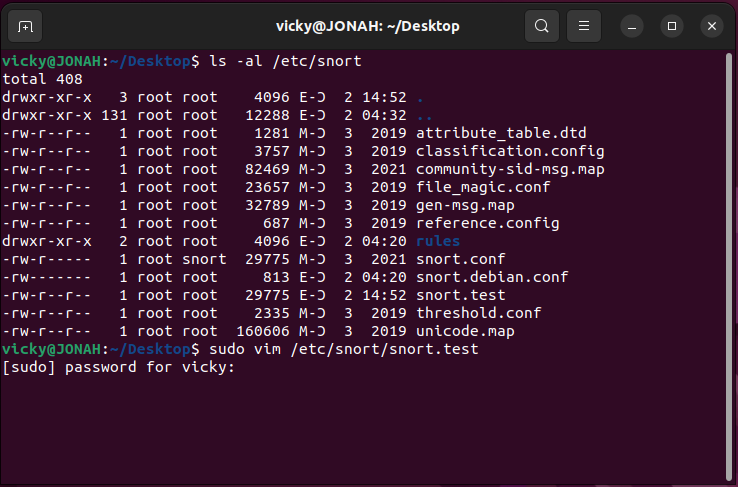 vicky@JONAH: ~/Desktop
vicky@JONAH:~/Desktop$ ls -al /etc/snort
total 408
drwxr-xr-x   3 root root    4096 E-Ɔ  2 14:52 .
drwxr-xr-x 131 root root   12288 E-Ɔ  2 04:32 ..
-rw-r--r--   1 root root    1281 M-Ɔ  3  2019 attribute_table.dtd
-rw-r--r--   1 root root    3757 M-Ɔ  3  2019 classification.config
-rw-r--r--   1 root root   82469 M-Ɔ  3  2021 community-sid-msg.map
-rw-r--r--   1 root root   23657 M-Ɔ  3  2019 file_magic.conf
-rw-r--r--   1 root root   32789 M-Ɔ  3  2019 gen-msg.map
-rw-r--r--   1 root root     687 M-Ɔ  3  2019 reference.config
drwxr-xr-x   2 root root    4096 E-Ɔ  2 04:20 rules
-rw-r-----   1 root snort  29775 M-Ɔ  3  2021 snort.conf
-rw-------   1 root root     813 E-Ɔ  2 04:20 snort.debian.conf
-rw-r--r--   1 root root   29775 E-Ɔ  2 14:52 snort.test
-rw-r--r--   1 root root    2335 M-Ɔ  3  2019 threshold.conf
-rw-r--r--   1 root root  160606 M-Ɔ  3  2019 unicode.map
vicky@JONAH:~/Desktop$ sudo vim /etc/snort/snort.test
[sudo] password for vicky: